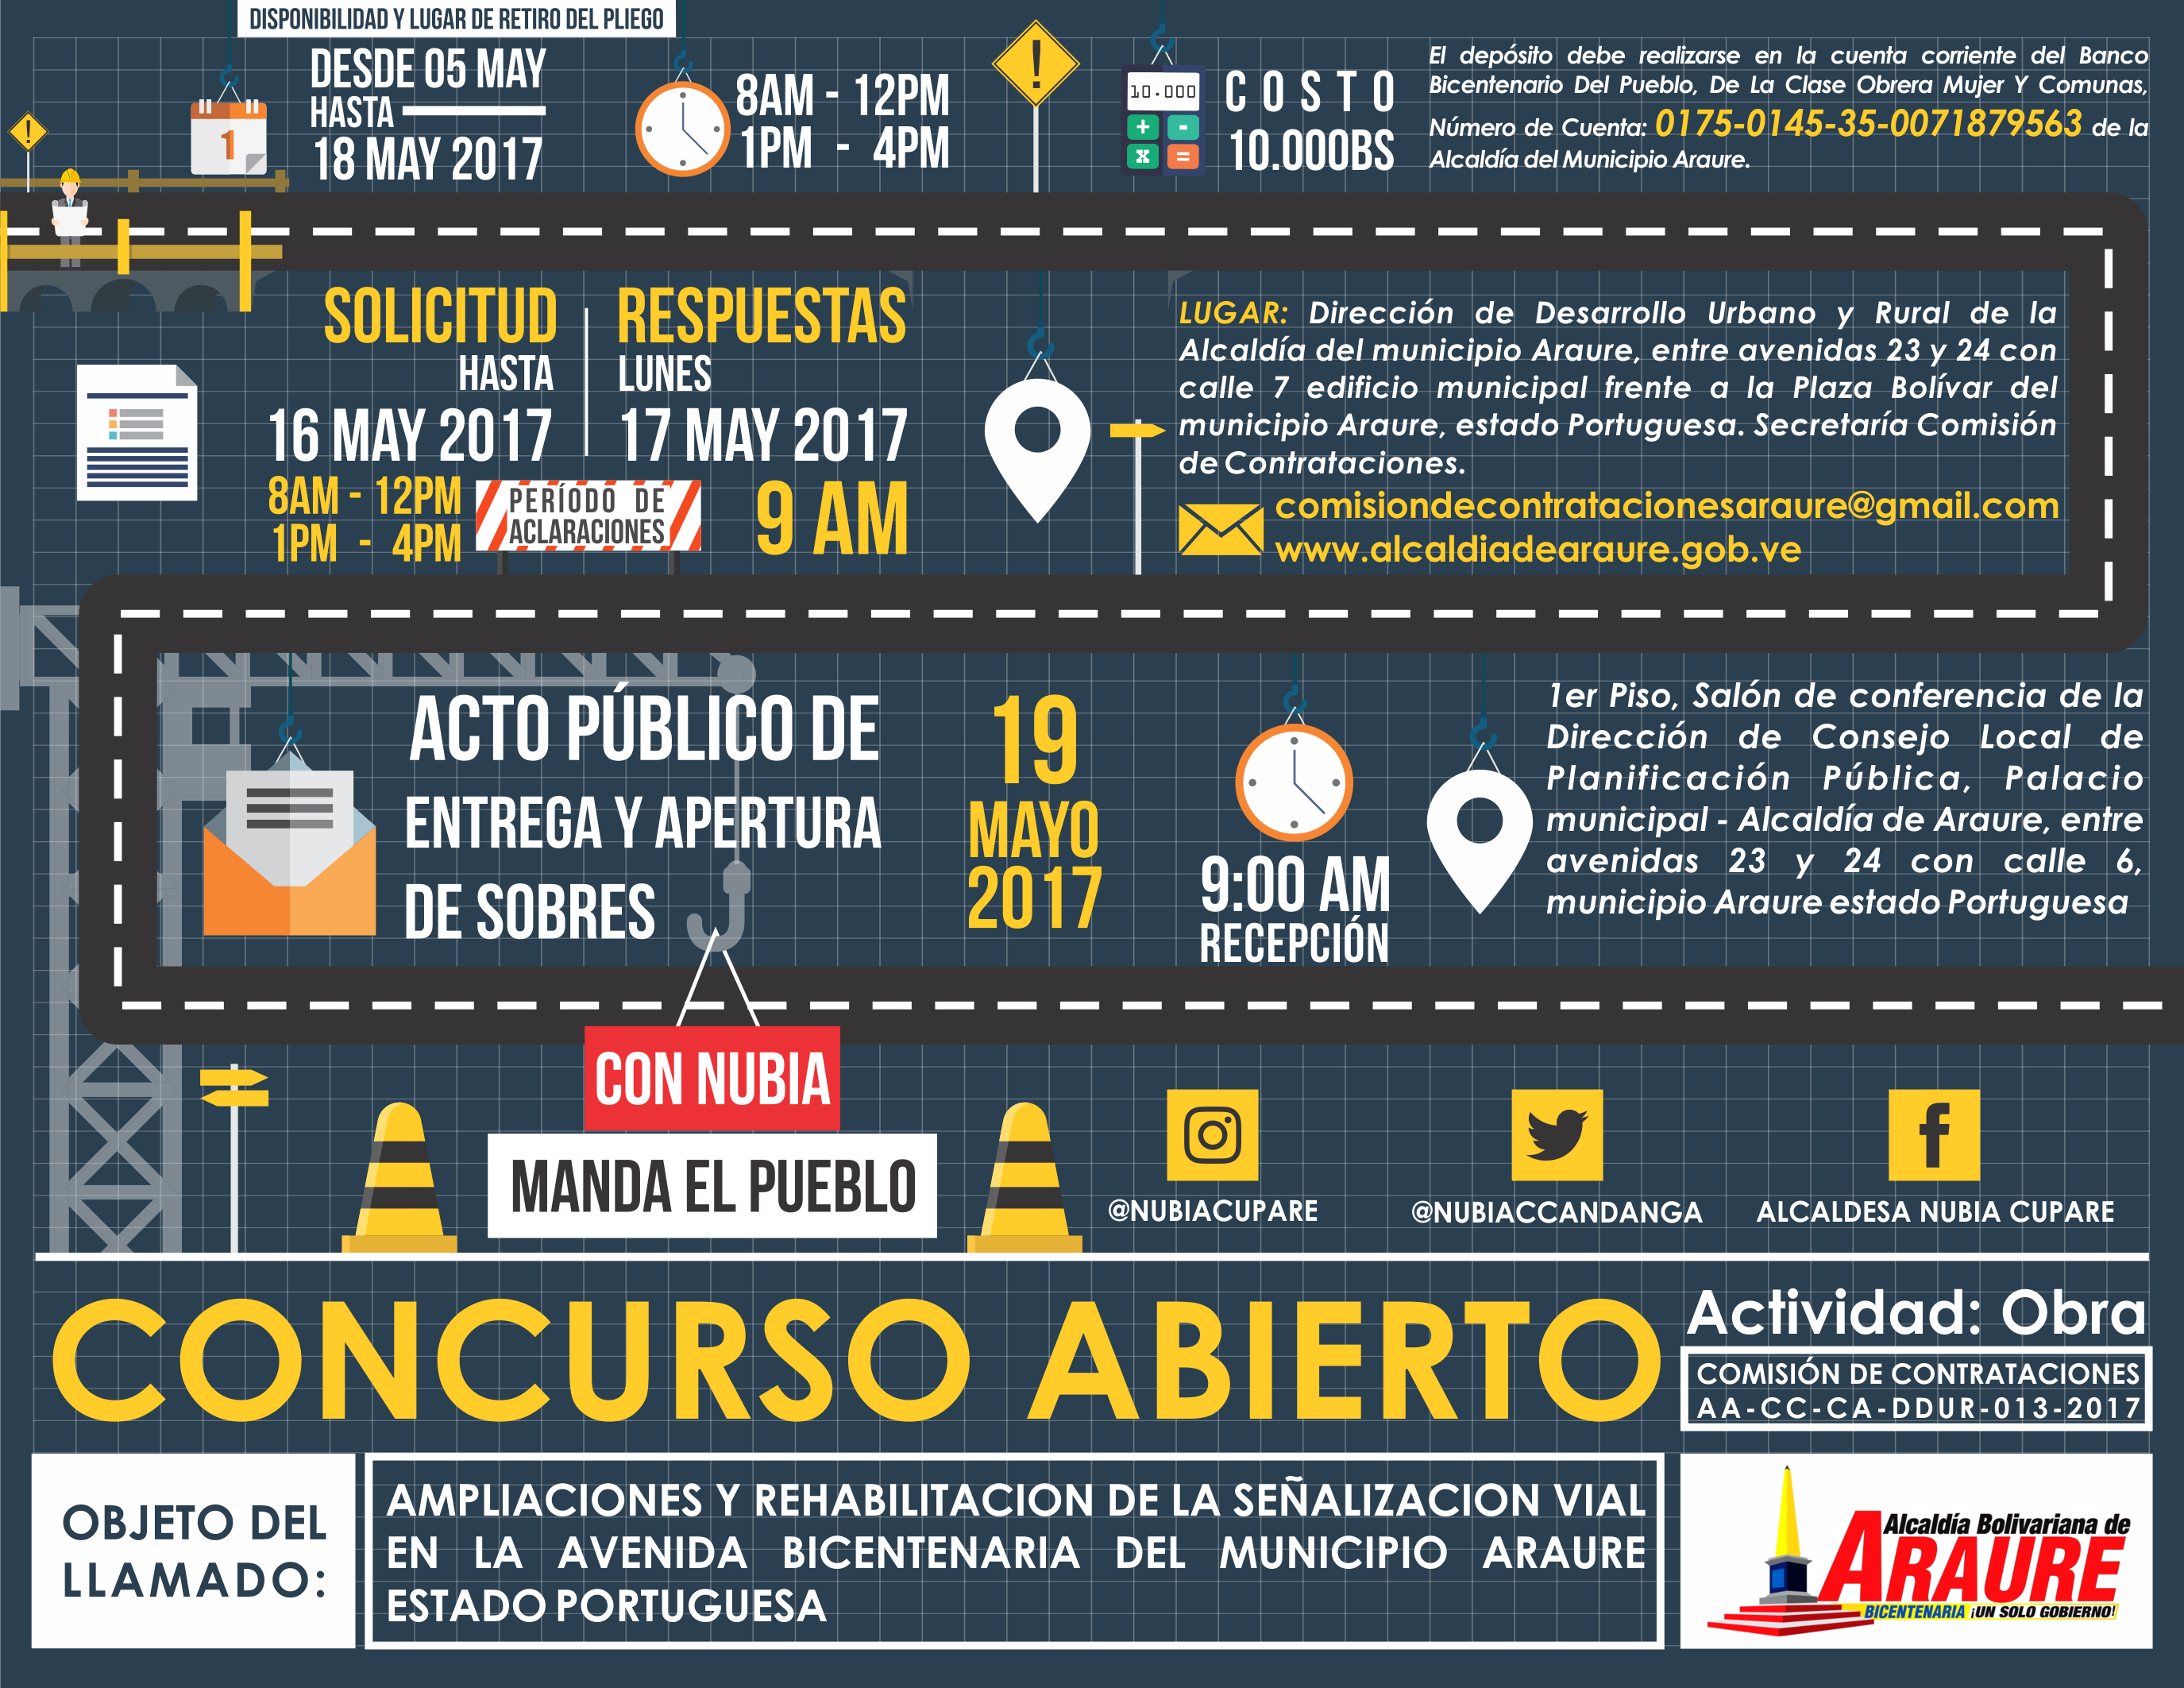 DISPONIBILIDAD Y LUGAR DE RETIRO DEL PLIEGO
DESDE 05 MAY
HASTA
18 MAY 2017
1
8AM - 12PM
1PM - 4PM
!
!
10.000
+ -
x =
COSTO
10.000BS
El depósito debe realizarse en la cuenta corriente del Banco
Bicentenario Del Pueblo, De La Clase Obrera Mujer Y Comunas,
Número de Cuenta: 0175-0145-35-0071879563 de la
Alcaldía del Municipio Araure.
SOLICITUD
HASTA
16 MAY 2017
8AM - 12PM
1PM - 4PM
RESPUESTAS
LUNES
17 MAY 2017
9 AM
PERÍODO DE
ACLARACIONES
LUGAR: Dirección de Desarrollo Urbano y Rural de la
Alcaldía del municipio Araure, entre avenidas 23 y 24 con
calle 7 edificio municipal frente a la Plaza Bolívar del
municipio Araure, estado Portuguesa. Secretaría Comisión
de Contrataciones.
comisiondecontratacionesaraure@gmail.com
www.alcaldiadearaure.gob.ve
ACTO PÚBLICO DE
ENTREGA Y APERTURA
DE SOBRES
19
MAYO
2017
9:00 AM
RECEPCIÓN
1er Piso, Salón de conferencia de la
Dirección de Consejo Local de
Planificación Pública, Palacio
municipal - Alcaldía de Araure, entre
avenidas 23 y 24 con calle 6,
municipio Araure estado Portuguesa
CON NUBIA
MANDA EL PUEBLO
@NUBIACUPARE
@NUBIACCANDANGA
ALCALDESA NUBIA CUPARE
CONCURSO ABIERTO
Actividad: Obra
COMISIÓN DE CONTRATACIONES
AA-CC-CA-DDUR-013-2017
OBJETO DEL
LLAMADO:
AMPLIACIONES Y REHABILITACION DE LA SEÑALIZACION VIAL
EN LA AVENIDA BICENTENARIA DEL MUNICIPIO ARAURE
ESTADO PORTUGUESA
Alcaldía Bolivariana de
ARAURE
BICENTENARIA ¡UN SOLO GOBIERNO!